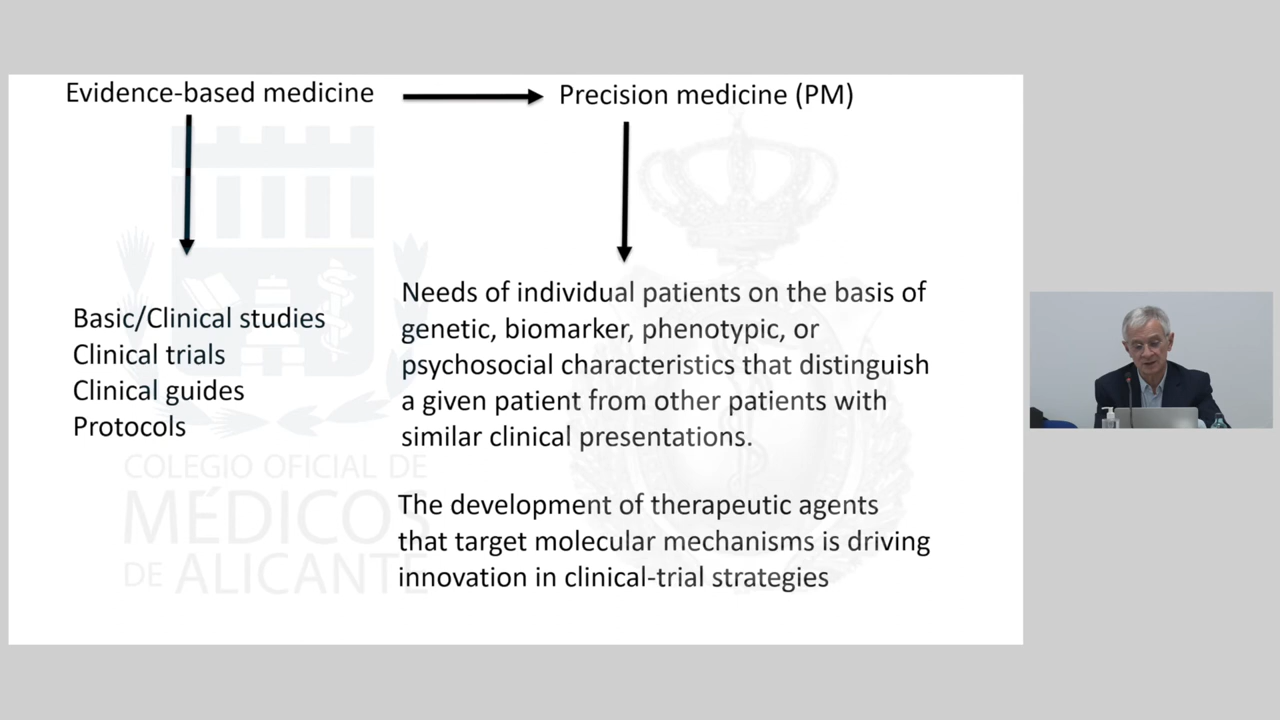 Evidence-based medicine
Precision medicine (PM)
Basic/Clinical studies
Clinical trials
Clinical guides
Protocols
Needs of individual patients on the basis of
genetic, biomarker, phenotypic, or
psychosocial characteristics that distinguish
a given patient from other patients with
similar clinical presentations.
The development of therapeutic agents
that target molecular mechanisms is driving
innovation in clinical-trial strategies
COLEGIO OFICIAL DE
MÉDICOS
DE ALICANTE